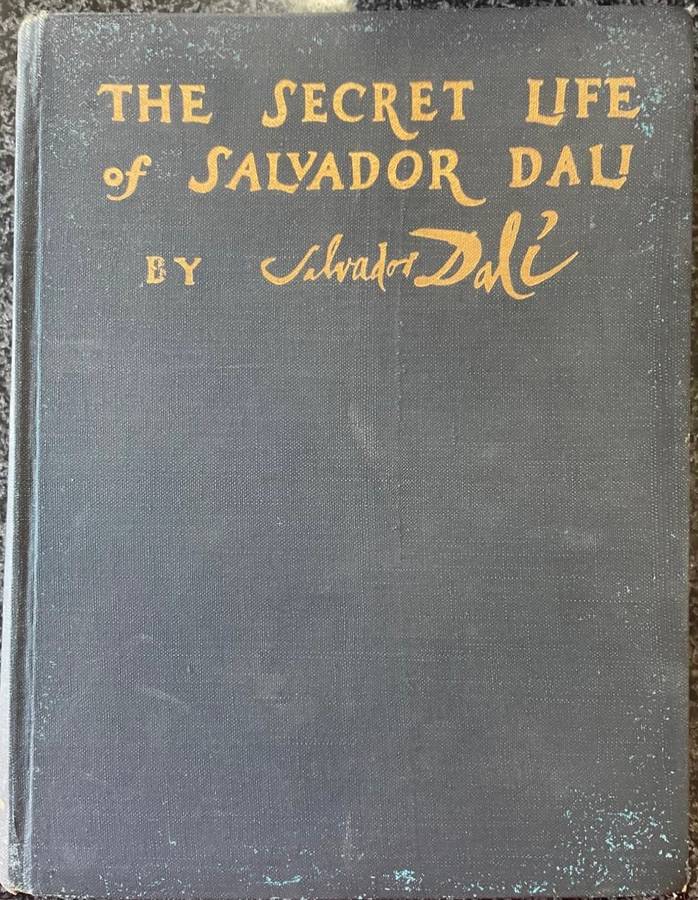 THE SECRET LIFE
of SALVADOR DALI
BY Salvador Dalí